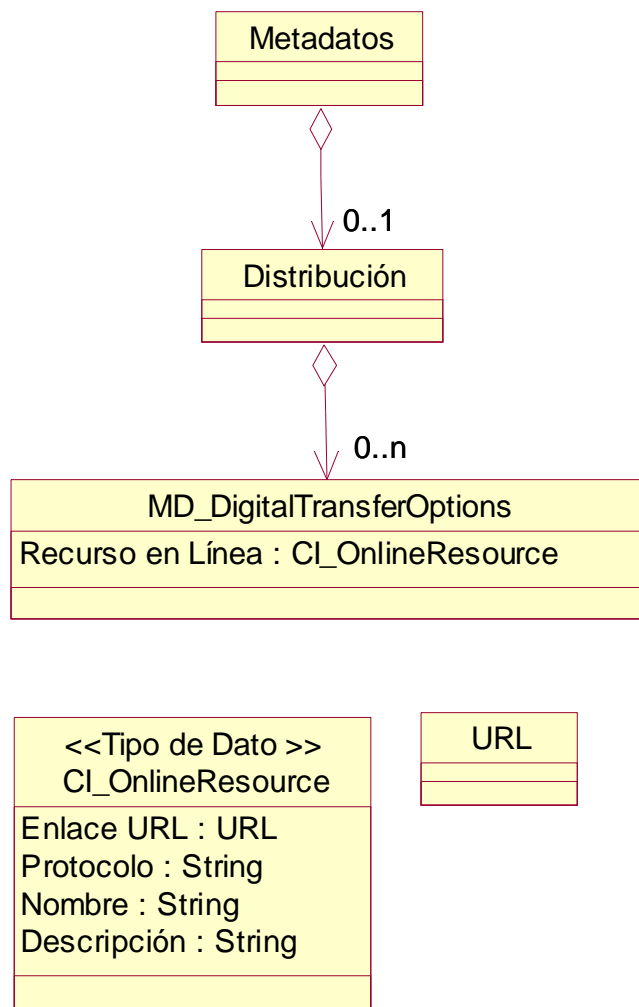 Metadatos
0..1
Distribución
0..n
MD_DigitalTransferOptions
Recurso en Línea : CI_OnlineResource
<<Tipo de Dato >>
CI_OnlineResource
Enlace URL : URL
Protocolo : String
Nombre : String
Descripción : String
URL